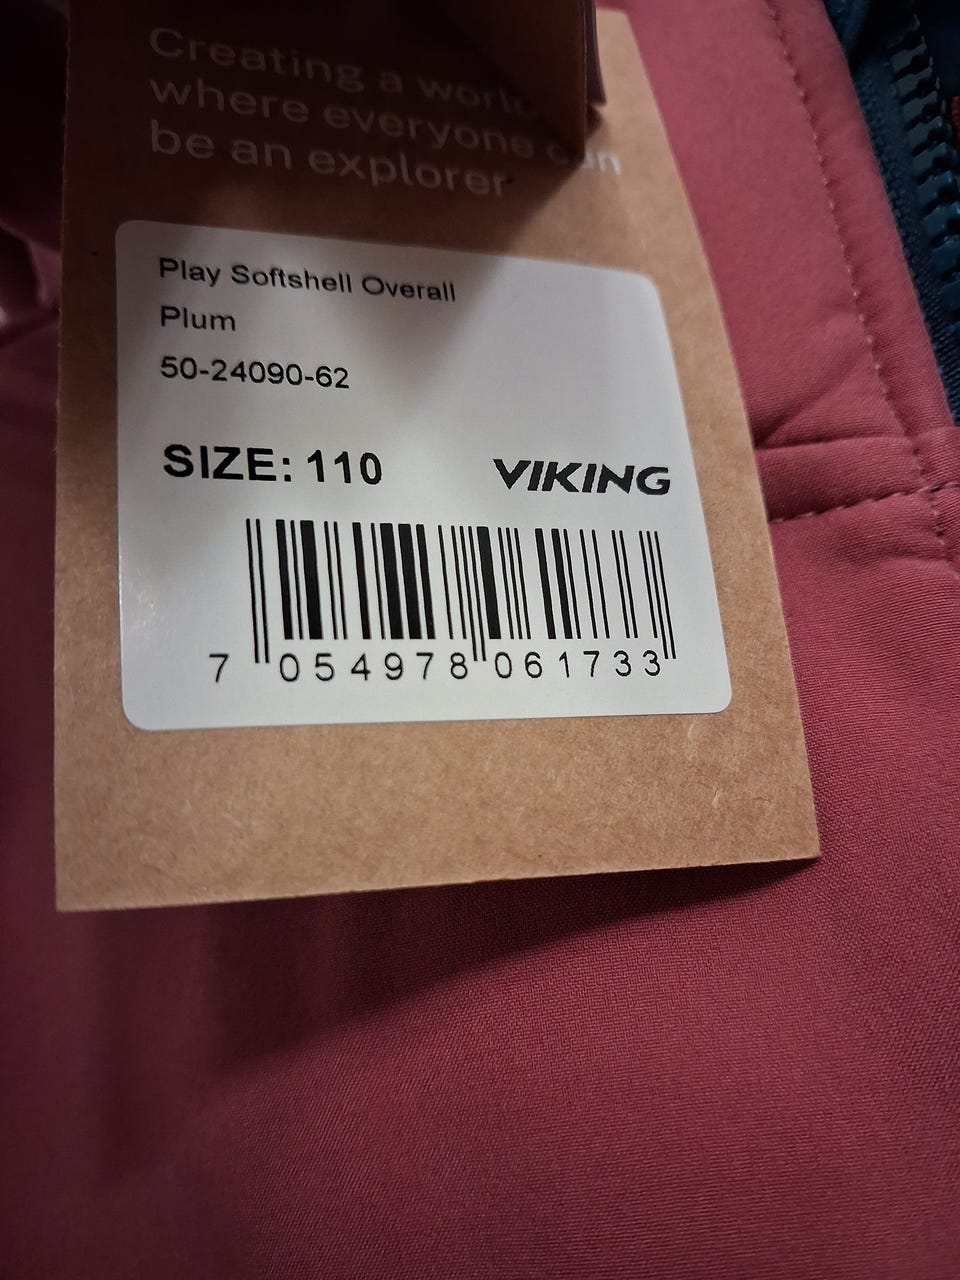 Creating a world
where everyone can
be an explorer
Play Softshell Overall
Plum
50-24090-62
SIZE: 110
VIKING
7 054978 061733